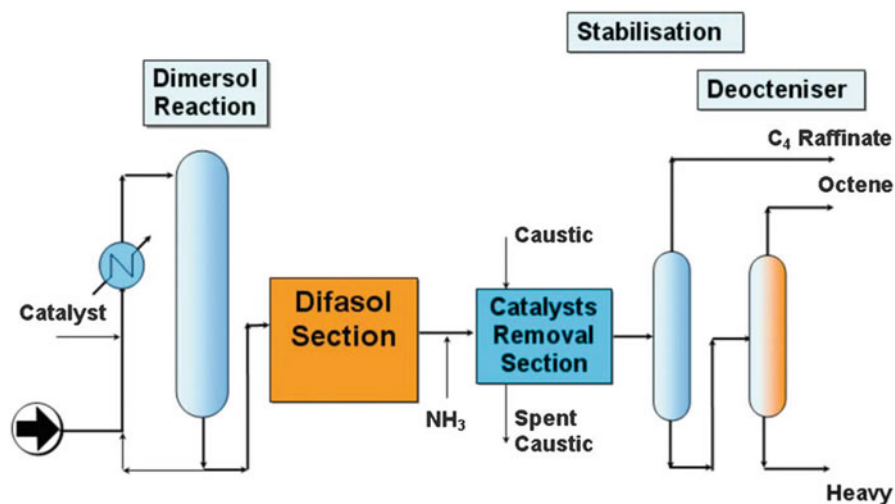 Stabilisation
Dimersol
Reaction
Deocteniser
C₄ Raffinate
Octene
Caustic
Catalyst
Difasol
Section
Catalysts
Removal
Section
NH₃
Spent
Caustic
Heavy